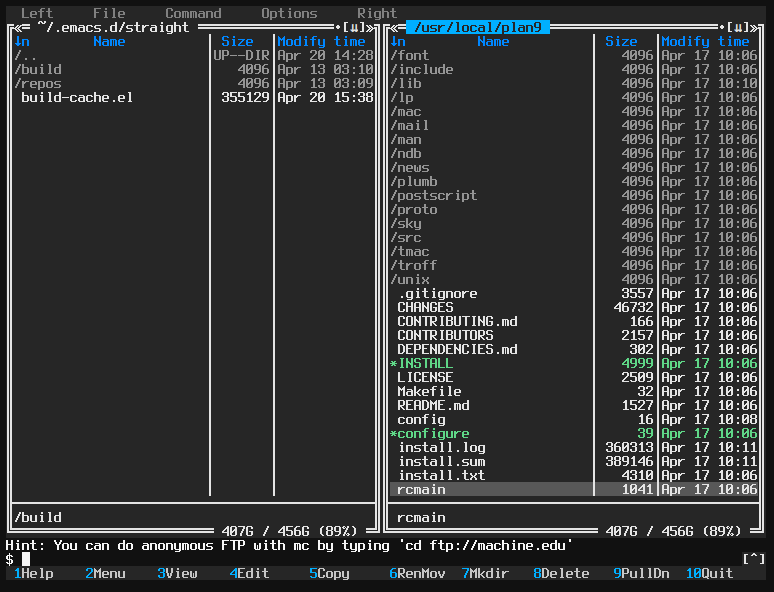 Left File Command Options Right
~/.emacs.d/straight
.n Name Size Modify time
/.. UP--DIR Apr 20 14:28
/build 4096 Apr 13 03:10
/repos 4096 Apr 13 03:09
build-cache.el 355129 Apr 20 15:38
/build
407G / 456G (89%)
/usr/local/plan9
.n Name Size Modify time
/font 4096 Apr 17 10:06
/include 4096 Apr 17 10:06
/lib 4096 Apr 17 10:10
/lp 4096 Apr 17 10:06
/mac 4096 Apr 17 10:06
/mail 4096 Apr 17 10:06
/man 4096 Apr 17 10:06
/ndb 4096 Apr 17 10:06
/news 4096 Apr 17 10:06
/plumb 4096 Apr 17 10:06
/postscript 4096 Apr 17 10:06
/proto 4096 Apr 17 10:06
/sky 4096 Apr 17 10:06
/src 4096 Apr 17 10:06
/tmac 4096 Apr 17 10:06
/troff 4096 Apr 17 10:06
/unix 4096 Apr 17 10:06
.gitignore 3557 Apr 17 10:06
CHANGES 46732 Apr 17 10:06
CONTRIBUTING.md 166 Apr 17 10:06
CONTRIBUTORS 2157 Apr 17 10:06
DEPENDENCIES.md 302 Apr 17 10:06
*INSTALL 4999 Apr 17 10:06
LICENSE 2509 Apr 17 10:06
Makefile 32 Apr 17 10:06
README.md 1527 Apr 17 10:06
config 16 Apr 17 10:08
*configure 39 Apr 17 10:06
install.log 360313 Apr 17 10:11
install.sum 389146 Apr 17 10:11
install.txt 4310 Apr 17 10:06
rcmain 1041 Apr 17 10:06
rcmain
407G / 456G (89%)
Hint: You can do anonymous FTP with mc by typing 'cd ftp://machine.edu'
$ [^]
1Help 2Menu 3View 4Edit 5Copy 6RenMov 7Mkdir 8Delete 9PullDn 10Quit